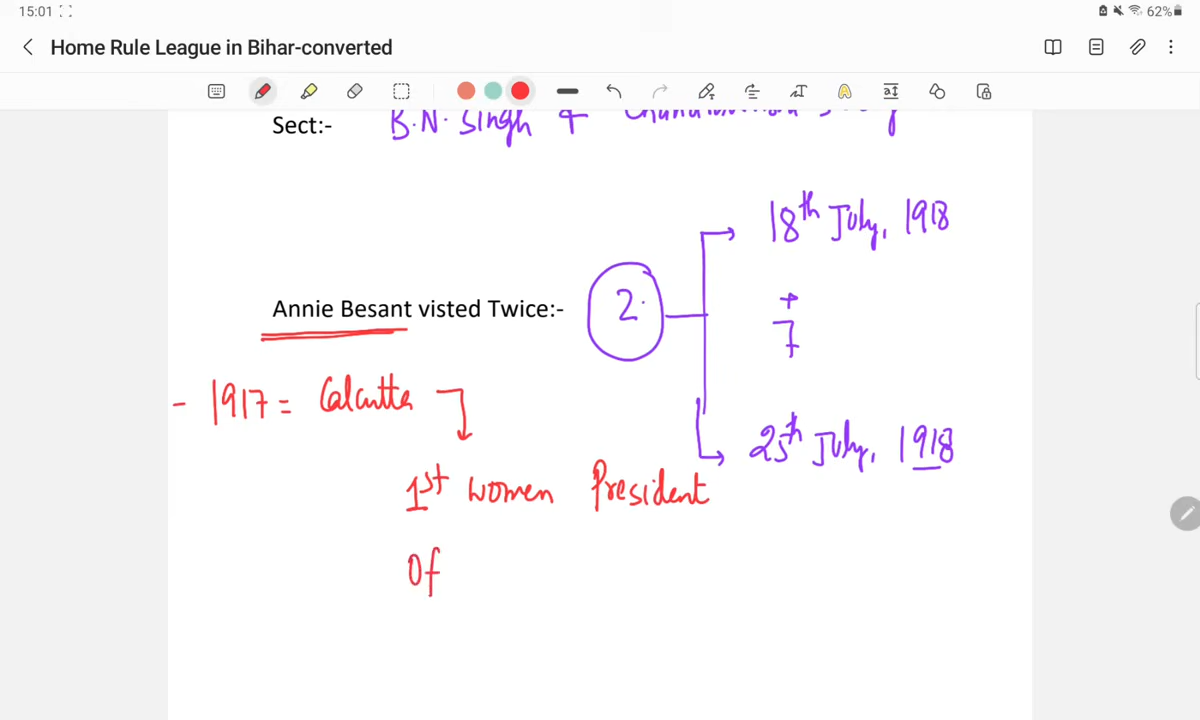 15:01
62%
Home Rule League in Bihar-converted
Sect:- B.N. Singh &
18th July, 1918
Annie Besant visted Twice:- 2
+
7
- 1917 = Calcutta
25th July, 1918
1st women President
Of